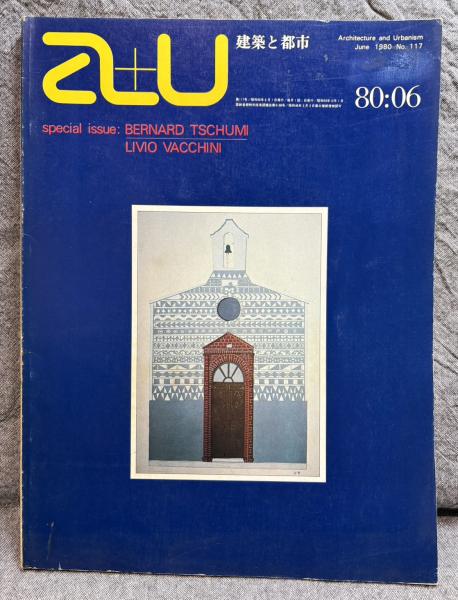 a+u
建築と都市
Architecture and Urbanism
June 1980 No. 117
80:06
special issue: BERNARD TSCHUMI
LIVIO VACCHINI